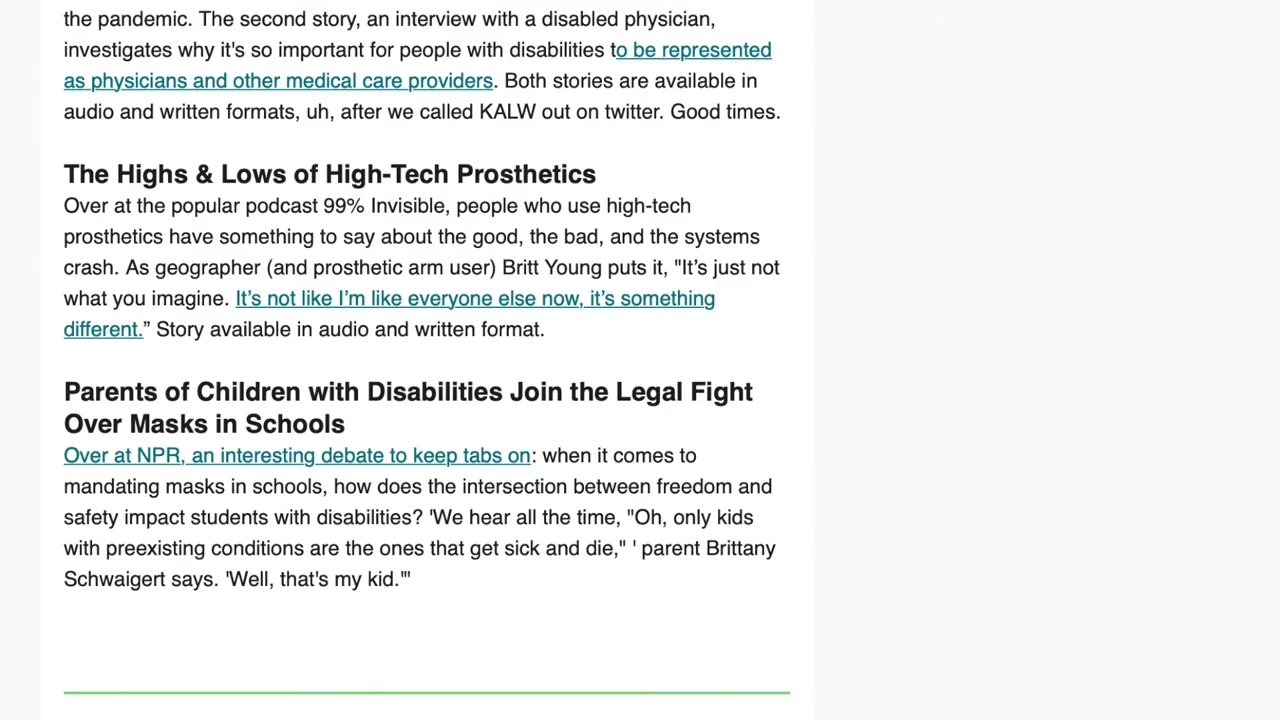 the pandemic. The second story, an interview with a disabled physician,
investigates why it's so important for people with disabilities to be represented
as physicians and other medical care providers. Both stories are available in
audio and written formats, uh, after we called KALW out on twitter. Good times.
The Highs & Lows of High-Tech Prosthetics
Over at the popular podcast 99% Invisible, people who use high-tech
prosthetics have something to say about the good, the bad, and the systems
crash. As geographer (and prosthetic arm user) Britt Young puts it, "It’s just not
what you imagine. It’s not like I’m like everyone else now, it’s something
different.” Story available in audio and written format.
Parents of Children with Disabilities Join the Legal Fight
Over Masks in Schools
Over at NPR, an interesting debate to keep tabs on: when it comes to
mandating masks in schools, how does the intersection between freedom and
safety impact students with disabilities? 'We hear all the time, "Oh, only kids
with preexisting conditions are the ones that get sick and die," ' parent Brittany
Schwaigert says. 'Well, that's my kid.'"